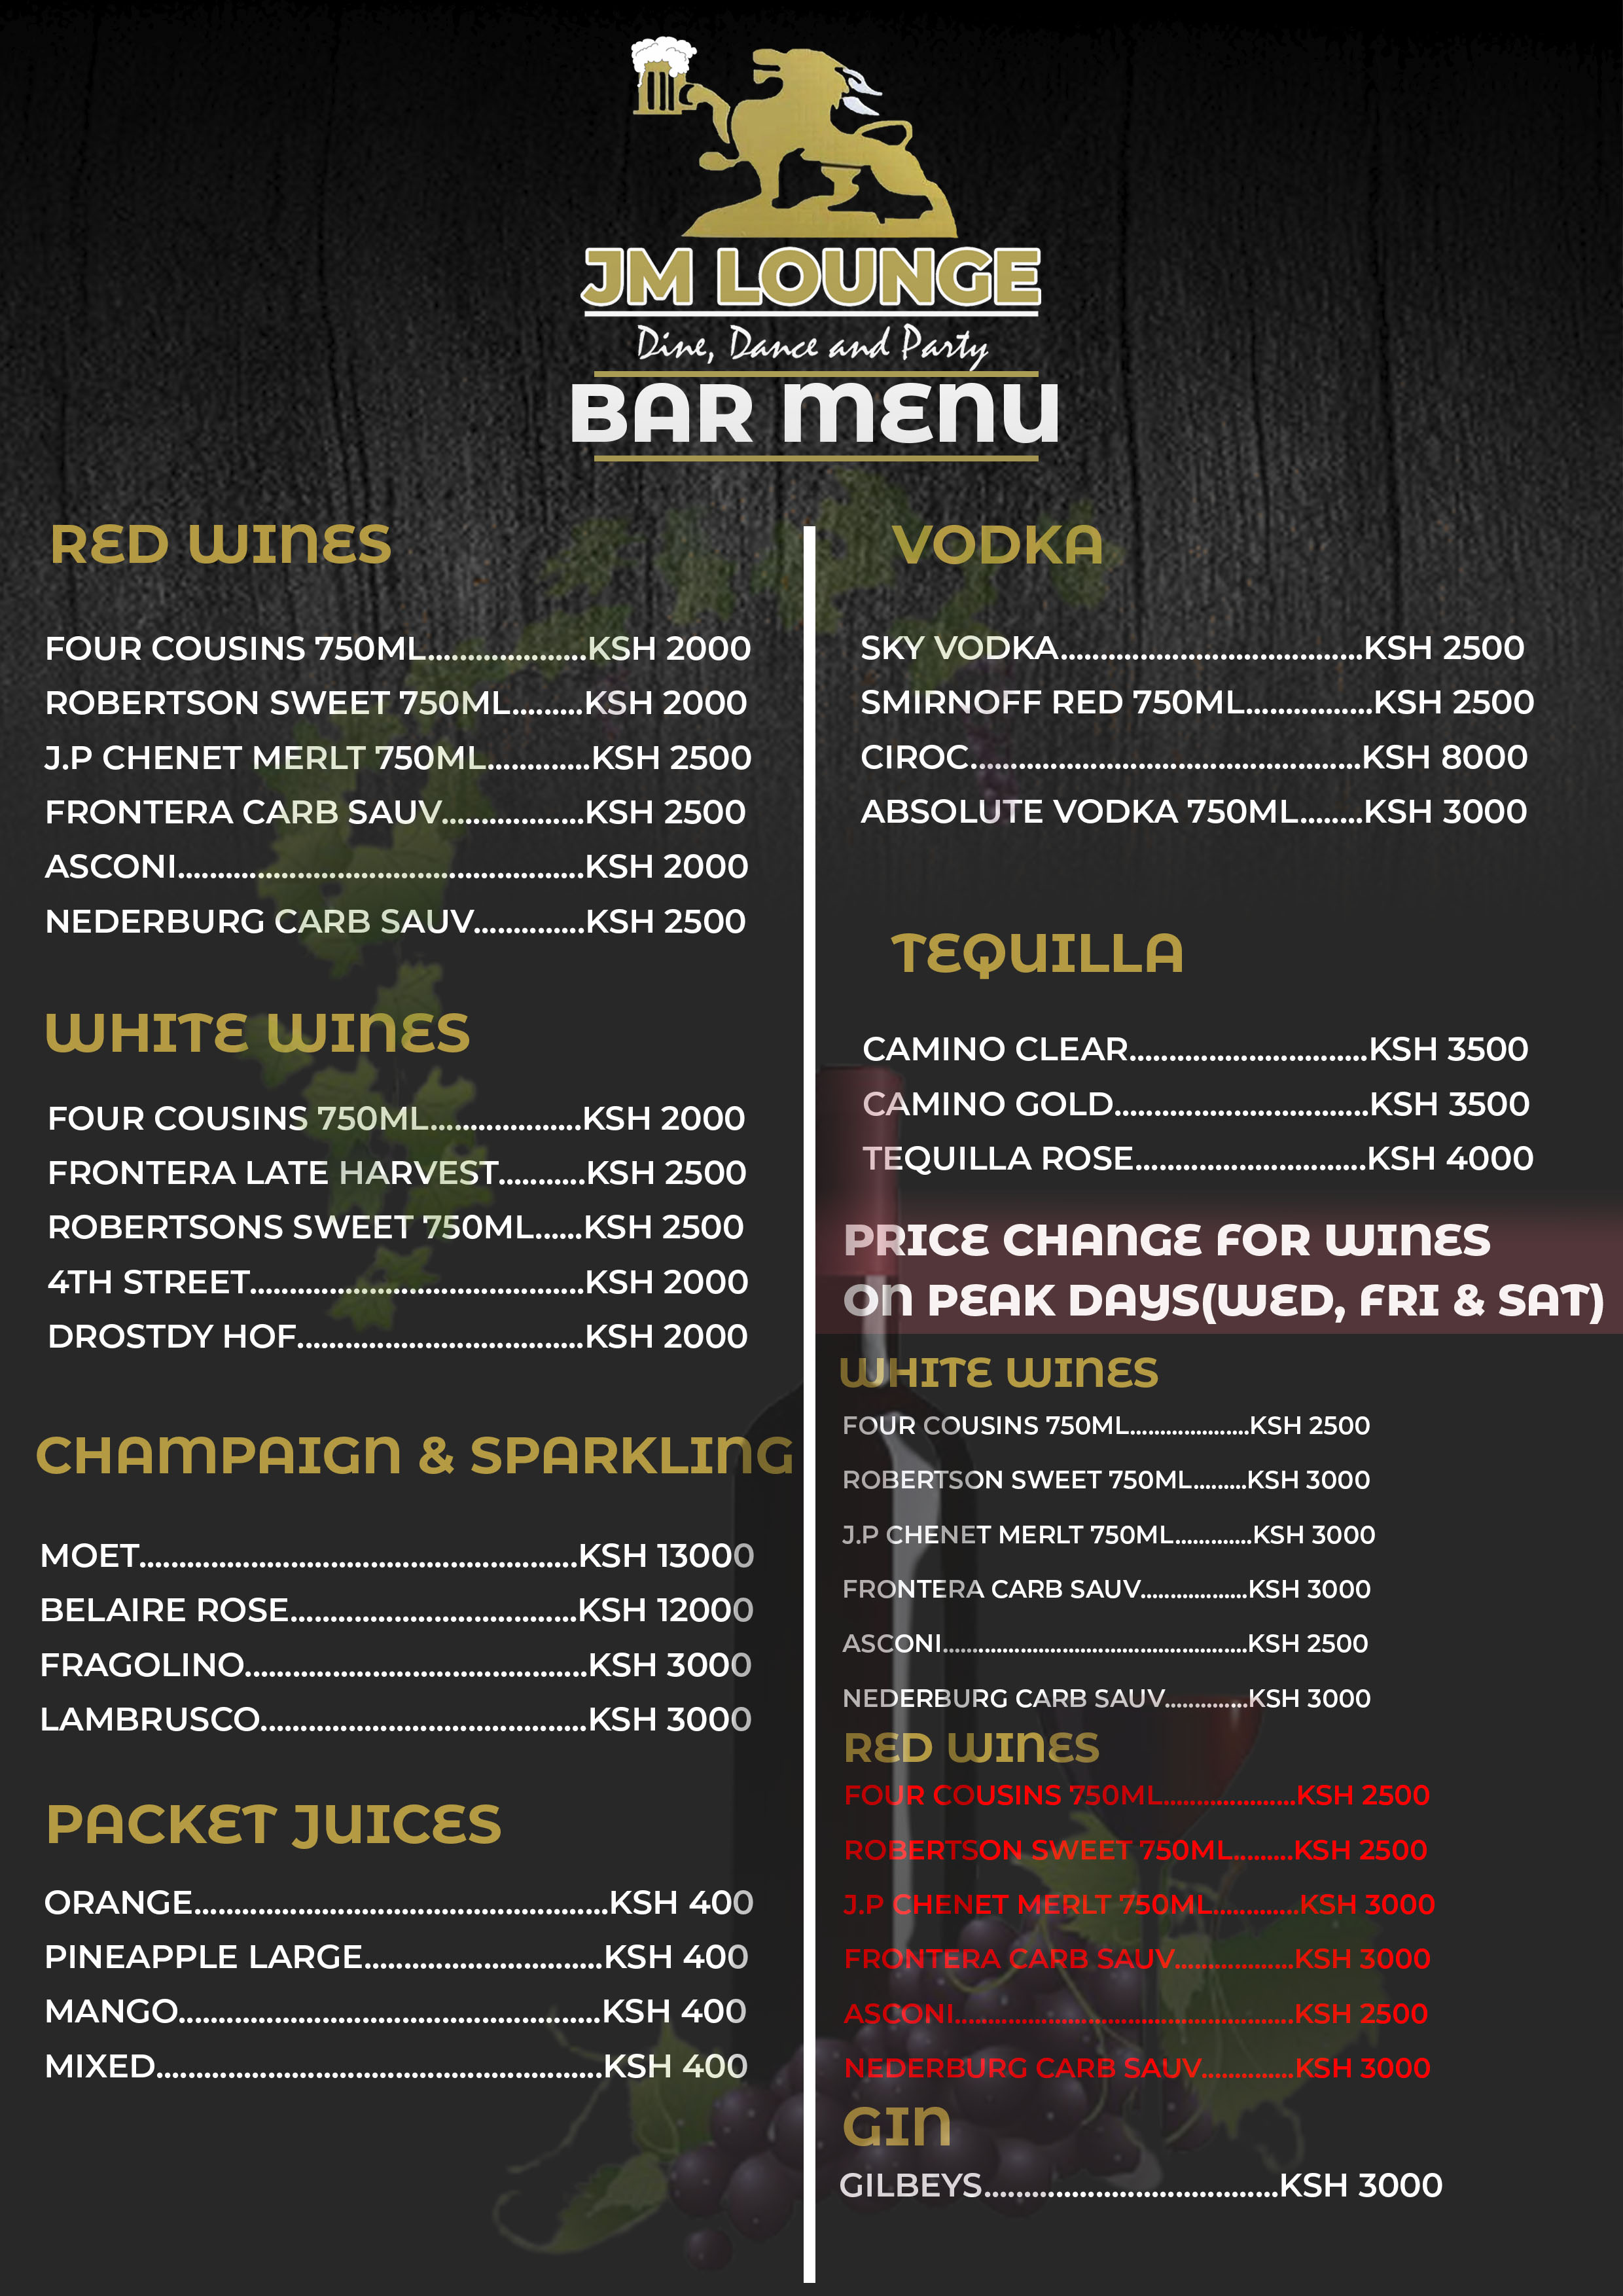 JM LOUNGE
Dine, Dance and Party
BAR MENU
RED WINES
FOUR COUSINS 750ML....................KSH 2000
ROBERTSON SWEET 750ML.........KSH 2000
J.P CHENET MERLT 750ML.............KSH 2500
FRONTERA CARB SAUV..................KSH 2500
ASCONI...................................................KSH 2000
NEDERBURG CARB SAUV..............KSH 2500
WHITE WINES
FOUR COUSINS 750ML...................KSH 2000
FRONTERA LATE HARVEST...........KSH 2500
ROBERTSONS SWEET 750ML......KSH 2500
4TH STREET..........................................KSH 2000
DROSTDY HOF....................................KSH 2000
CHAMPAIGN & SPARKLING
MOET.......................................................KSH 13000
BELAIRE ROSE....................................KSH 12000
FRAGOLINO...........................................KSH 3000
LAMBRUSCO.........................................KSH 3000
PACKET JUICES
ORANGE....................................................KSH 400
PINEAPPLE LARGE..............................KSH 400
MANGO.....................................................KSH 400
MIXED........................................................KSH 400
VODKA
SKY VODKA......................................KSH 2500
SMIRNOFF RED 750ML................KSH 2500
CIROC.................................................KSH 8000
ABSOLUTE VODKA 750ML........KSH 3000
TEQUILLA
CAMINO CLEAR..............................KSH 3500
CAMINO GOLD................................KSH 3500
TEQUILLA ROSE.............................KSH 4000
PRICE CHANGE FOR WINES
ON PEAK DAYS(WED, FRI & SAT)
WHITE WINES
FOUR COUSINS 750ML....................KSH 2500
ROBERTSON SWEET 750ML.........KSH 3000
J.P CHENET MERLT 750ML.............KSH 3000
FRONTERA CARB SAUV..................KSH 3000
ASCONI...................................................KSH 2500
NEDERBURG CARB SAUV..............KSH 3000
RED WINES
FOUR COUSINS 750ML....................KSH 2500
ROBERTSON SWEET 750ML.........KSH 2500
J.P CHENET MERLT 750ML.............KSH 3000
FRONTERA CARB SAUV..................KSH 3000
ASCONI...................................................KSH 2500
NEDERBURG CARB SAUV..............KSH 3000
GIN
GILBEYS.....................................KSH 3000